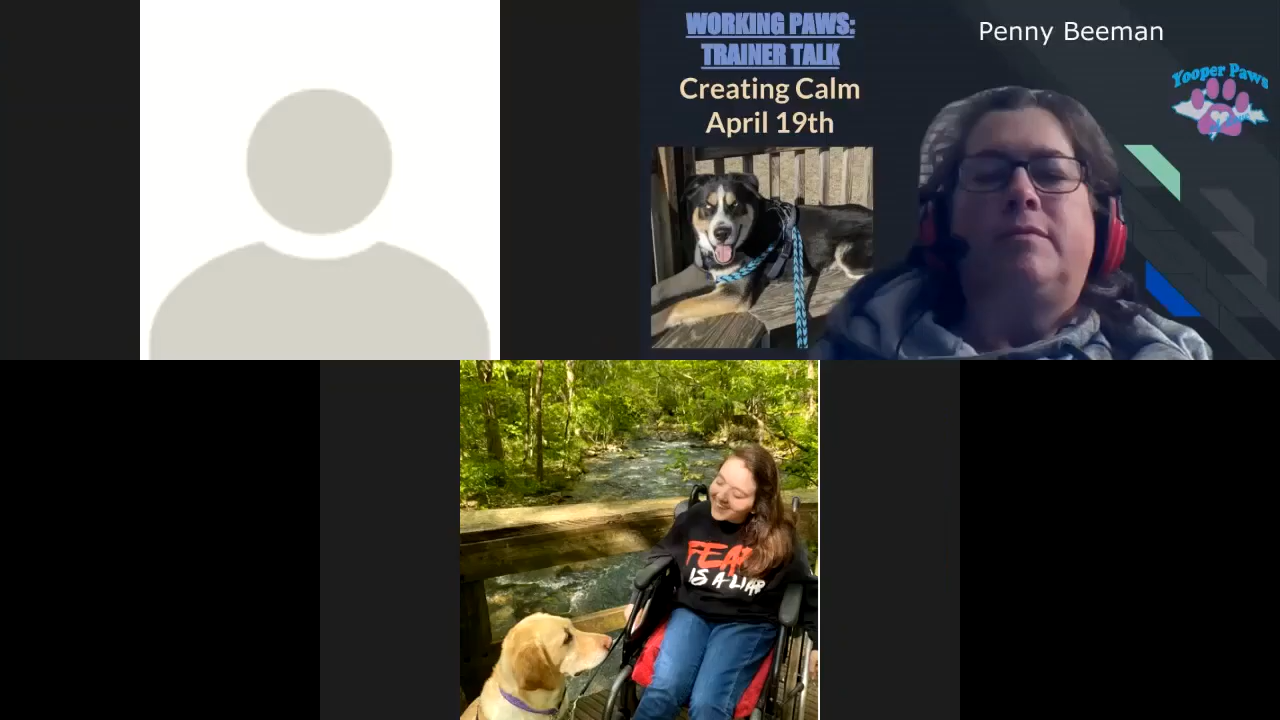 WORKING PAWS:
TRAINER TALK
Creating Calm
April 19th
Penny Beeman
Yooper Paws
FEAR
IS A LIAR